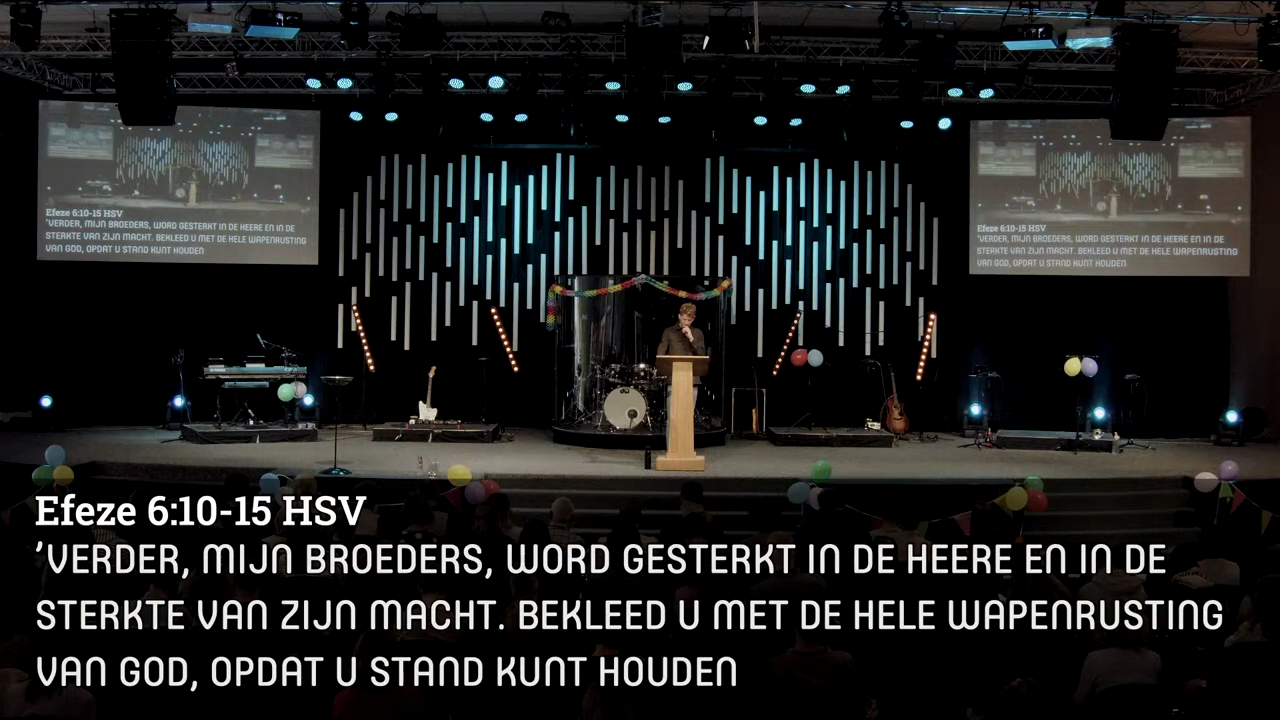 Efeze 6:10-15 HSV
'VERDER, MIJN BROEDERS, WORD GESTERKT IN DE HEERE EN IN DE
STERKTE VAN ZIJN MACHT. BEKLEED U MET DE HELE WAPENRUSTING
VAN GOD, OPDAT U STAND KUNT HOUDEN
Efeze 6:10-15 HSV
'VERDER, MIJN BROEDERS, WORD GESTERKT IN DE HEERE EN IN DE
STERKTE VAN ZIJN MACHT. BEKLEED U MET DE HELE WAPENRUSTING
VAN GOD, OPDAT U STAND KUNT HOUDEN
Efeze 6:10-15 HSV
'VERDER, MIJN BROEDERS, WORD GESTERKT IN DE HEERE EN IN DE
STERKTE VAN ZIJN MACHT. BEKLEED U MET DE HELE WAPENRUSTING
VAN GOD, OPDAT U STAND KUNT HOUDEN